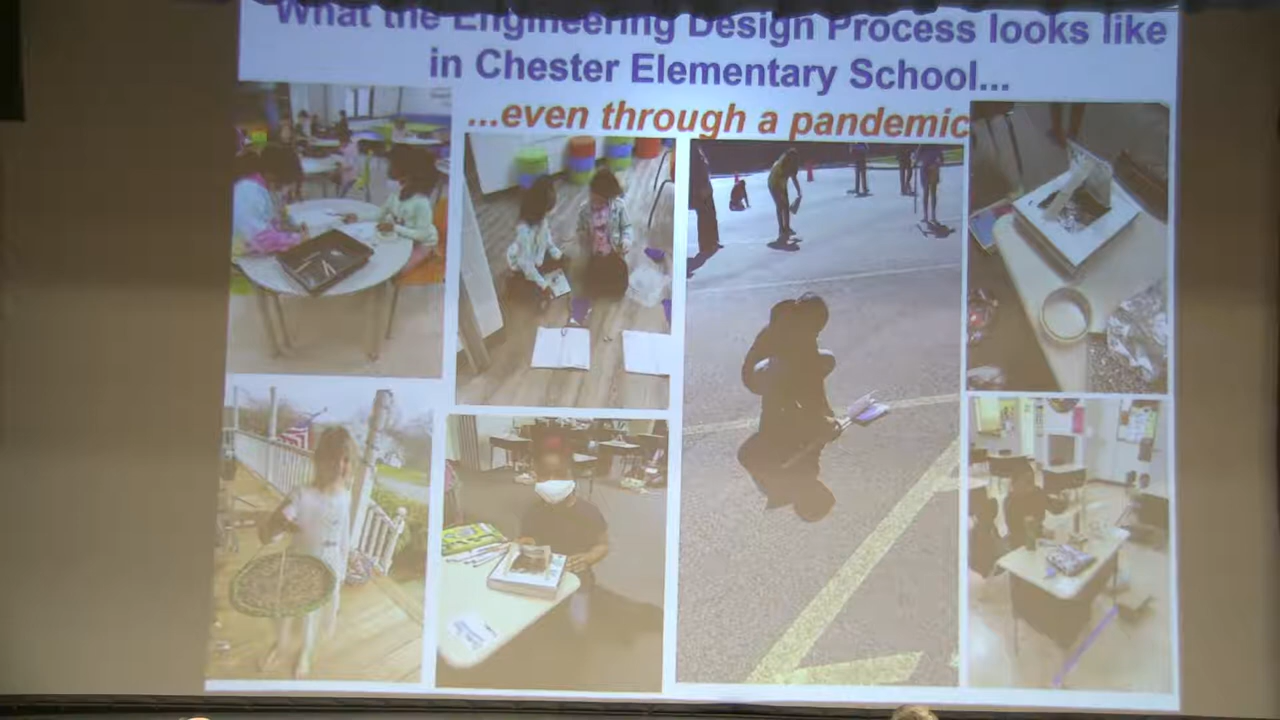 What the Engineering Design Process looks like
in Chester Elementary School...
...even through a pandemic